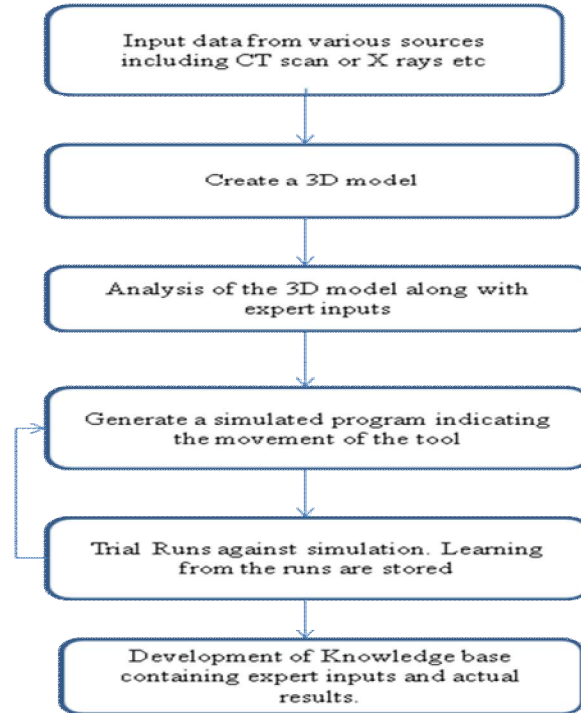 Input data from various sources
including CT scan or X rays etc
Create a 3D model
Analysis of the 3D model along with
expert inputs
Generate a simulated program indicating
the movement of the tool
Trial Runs against simulation. Learning
from the runs are stored
Development of Knowledge base
containing expert inputs and actual
results.